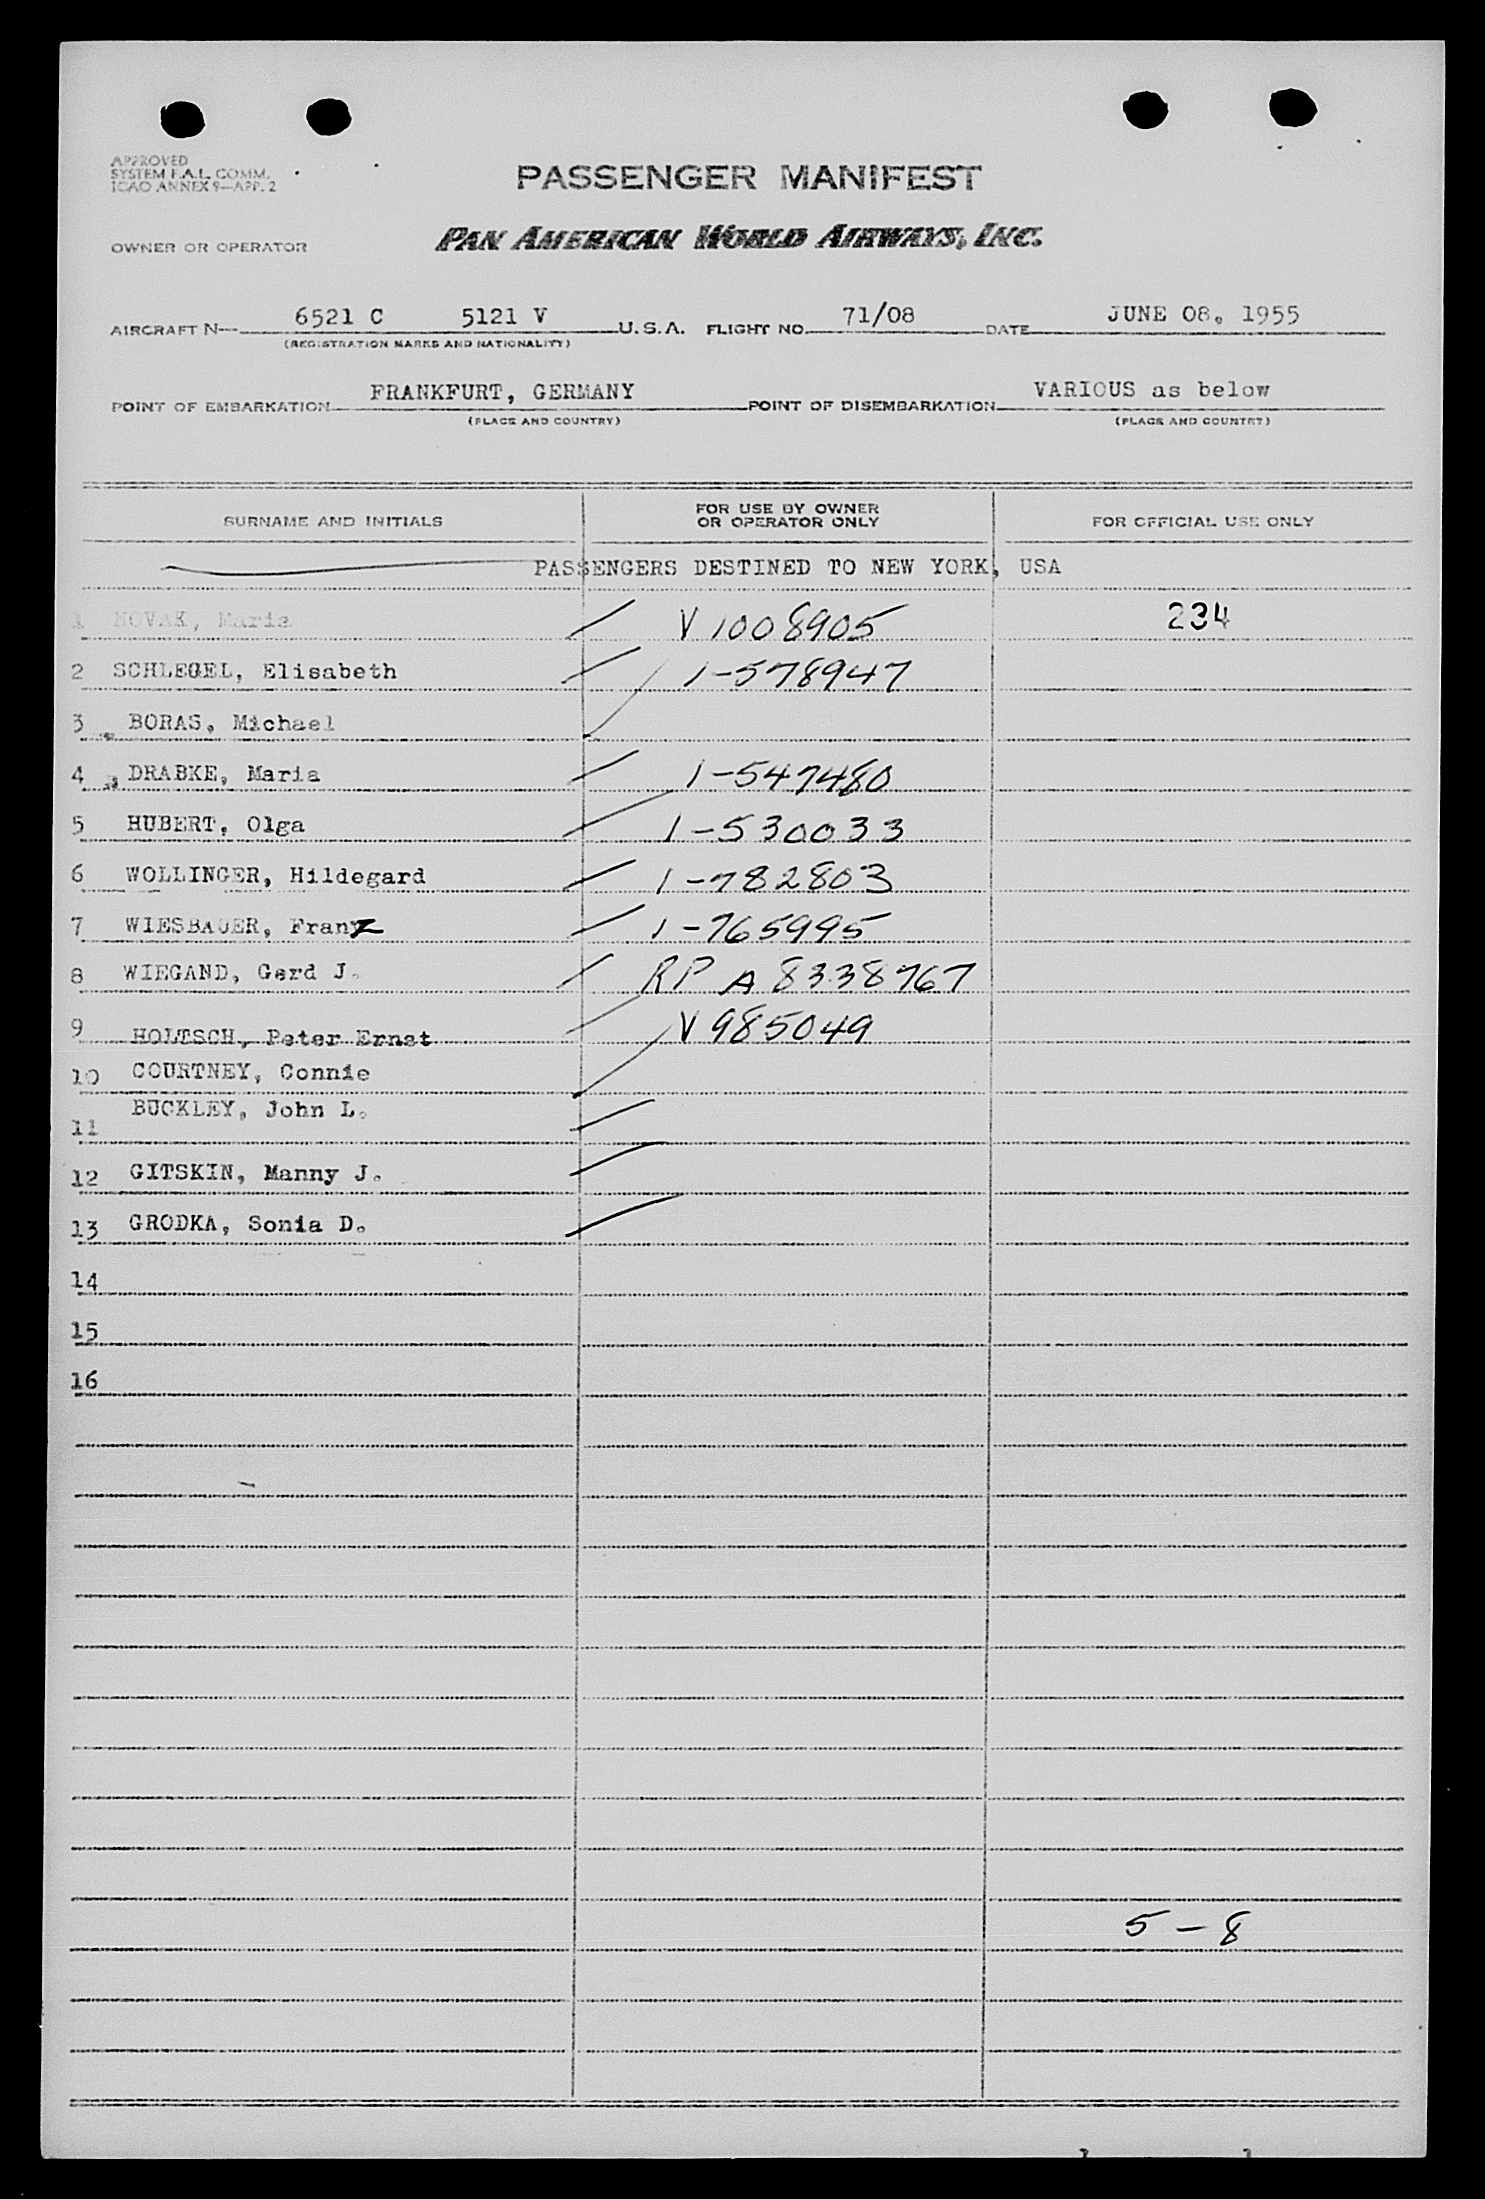 APPROVED
SYSTEM F.A.L. COMM.
ICAO ANNEX 9—APP. 2
PASSENGER MANIFEST
OWNER OR OPERATOR PAN AMERICAN WORLD AIRWAYS, INC.
AIRCRAFT N— 6521 C 5121 V U.S.A. FLIGHT NO. 71/08 DATE JUNE 08, 1955
(REGISTRATION MARKS AND NATIONALITY)
POINT OF EMBARKATION FRANKFURT, GERMANY POINT OF DISEMBARKATION VARIOUS as below
(PLACE AND COUNTRY) (PLACE AND COUNTRY)
SURNAME AND INITIALS FOR USE BY OWNER OR OPERATOR ONLY FOR OFFICIAL USE ONLY
PASSENGERS DESTINED TO NEW YORK, USA
1 NOVAK, Maria V 1008905 234
2 SCHLEGEL, Elisabeth 1-578947
3 BORAS, Michael
4 DRABKE, Maria 1-547480
5 HUBERT, Olga 1-530033
6 WOLLINGER, Hildegard 1-782803
7 WIESBAUER, Franz 1-765995
8 WIEGAND, Gerd J. RP A 8338767
9 HOLTSCH, Peter Ernst V 985049
10 COURTNEY, Connie
11 BUCKLEY, John L.
12 GITSKIN, Manny J.
13 GRODKA, Sonia D.
14
15
16
5-8